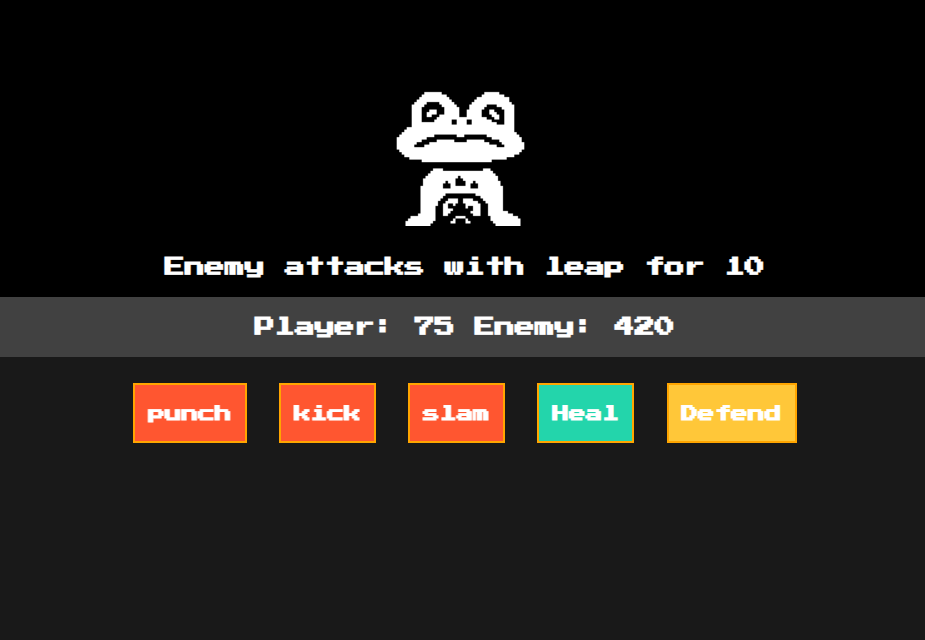 Enemy attacks with leap for 10
Player: 75 Enemy: 420
punch kick slam Heal Defend